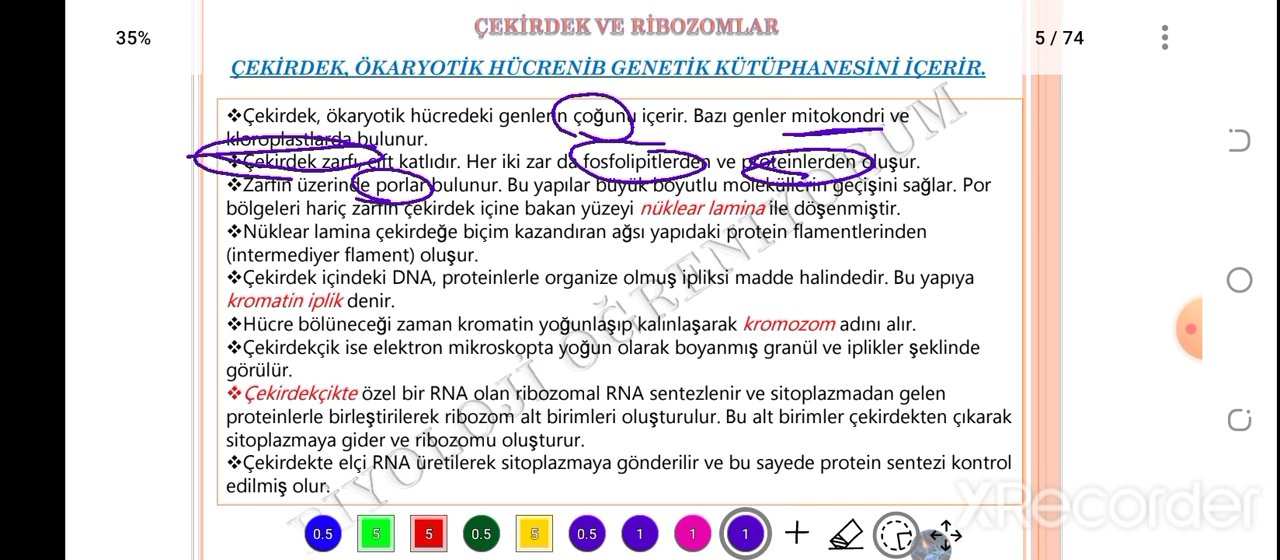 35%
ÇEKİRDEK VE RİBOZOMLAR
5 / 74
ÇEKİRDEK, ÖKARYOTİK HÜCRENİB GENETİK KÜTÜPHANESİNİ İÇERİR.
❖Çekirdek, ökaryotik hücredeki genlerin çoğunu içerir. Bazı genler mitokondri ve
kloroplastlarda bulunur.
❖Çekirdek zarfı çift katlıdır. Her iki zar da fosfolipitlerden ve proteinlerden oluşur.
❖Zarfın üzerinde porlar bulunur. Bu yapılar büyük boyutlu moleküllerin geçişini sağlar. Por
bölgeleri hariç zarfın çekirdek içine bakan yüzeyi nüklear lamina ile döşenmiştir.
❖Nüklear lamina çekirdeğe biçim kazandıran ağsı yapıdaki protein flamentlerinden
(intermediyer flament) oluşur.
❖Çekirdek içindeki DNA, proteinlerle organize olmuş ipliksi madde halindedir. Bu yapıya
kromatin iplik denir.
❖Hücre bölüneceği zaman kromatin yoğunlaşıp kalınlaşarak kromozom adını alır.
❖Çekirdekçik ise elektron mikroskopta yoğun olarak boyanmış granül ve iplikler şeklinde
görülür.
❖Çekirdekçikte özel bir RNA olan ribozomal RNA sentezlenir ve sitoplazmadan gelen
proteinlerle birleştirilerek ribozom alt birimleri oluşturulur. Bu alt birimler çekirdekten çıkarak
sitoplazmaya gider ve ribozomu oluşturur.
❖Çekirdekte elçi RNA üretilerek sitoplazmaya gönderilir ve bu sayede protein sentezi kontrol
edilmiş olur.
BİYOLOJİ ÖĞRENİYORUM
XRecorder
0.5 5 5 0.5 5 0.5 1 1 1